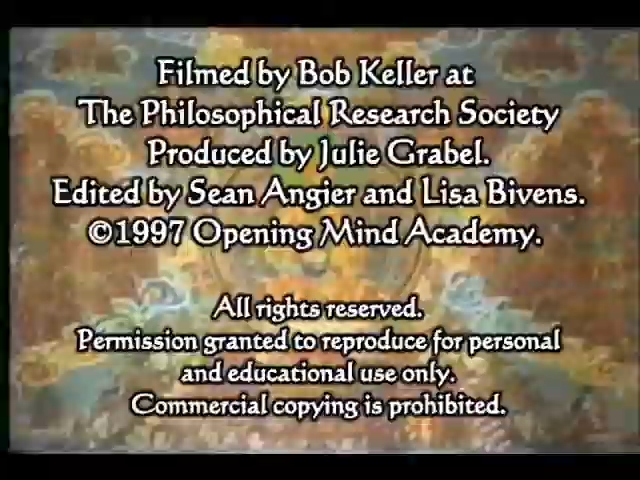 Filmed by Bob Keller at
The Philosophical Research Society
Produced by Julie Grabel.
Edited by Sean Angier and Lisa Bivens.
©1997 Opening Mind Academy.
All rights reserved.
Permission granted to reproduce for personal
and educational use only.
Commercial copying is prohibited.